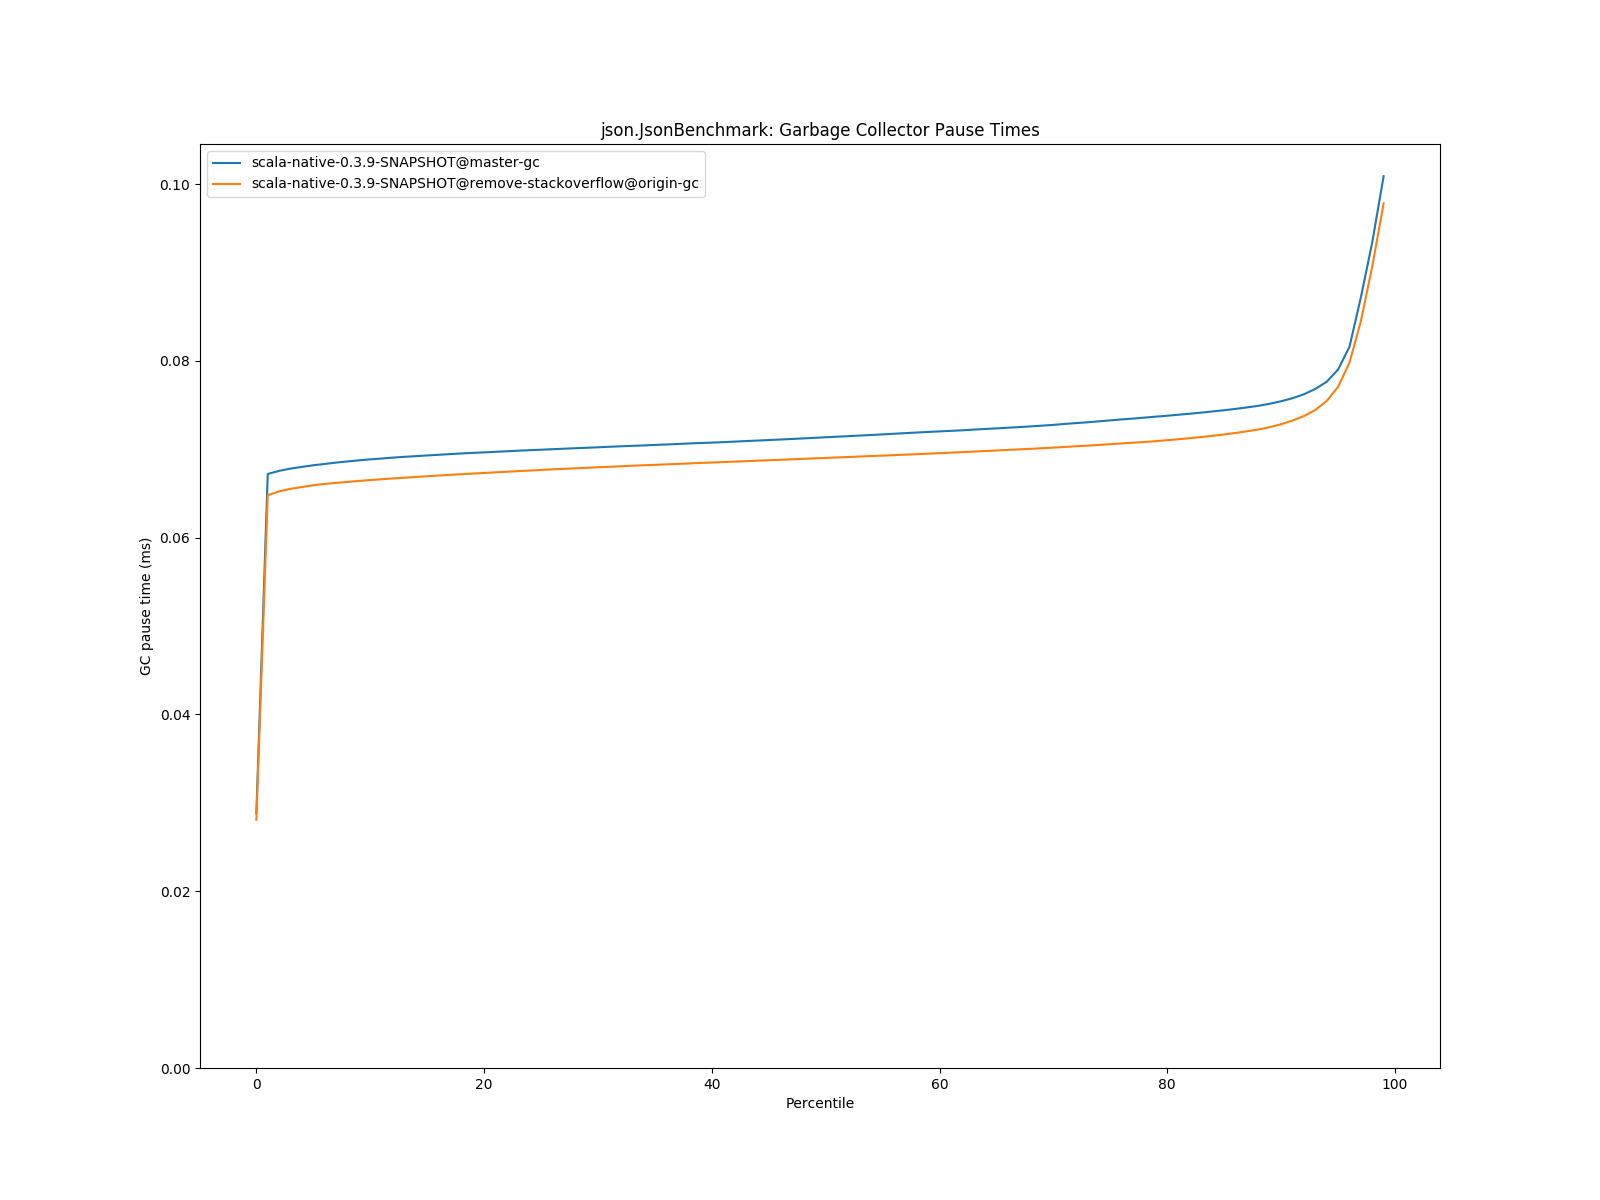 json.JsonBenchmark: Garbage Collector Pause Times
scala-native-0.3.9-SNAPSHOT@master-gc
scala-native-0.3.9-SNAPSHOT@remove-stackoverflow@origin-gc
0.10
0.08
0.06
0.04
0.02
0.00
GC pause time (ms)
0 20 40 60 80 100
Percentile